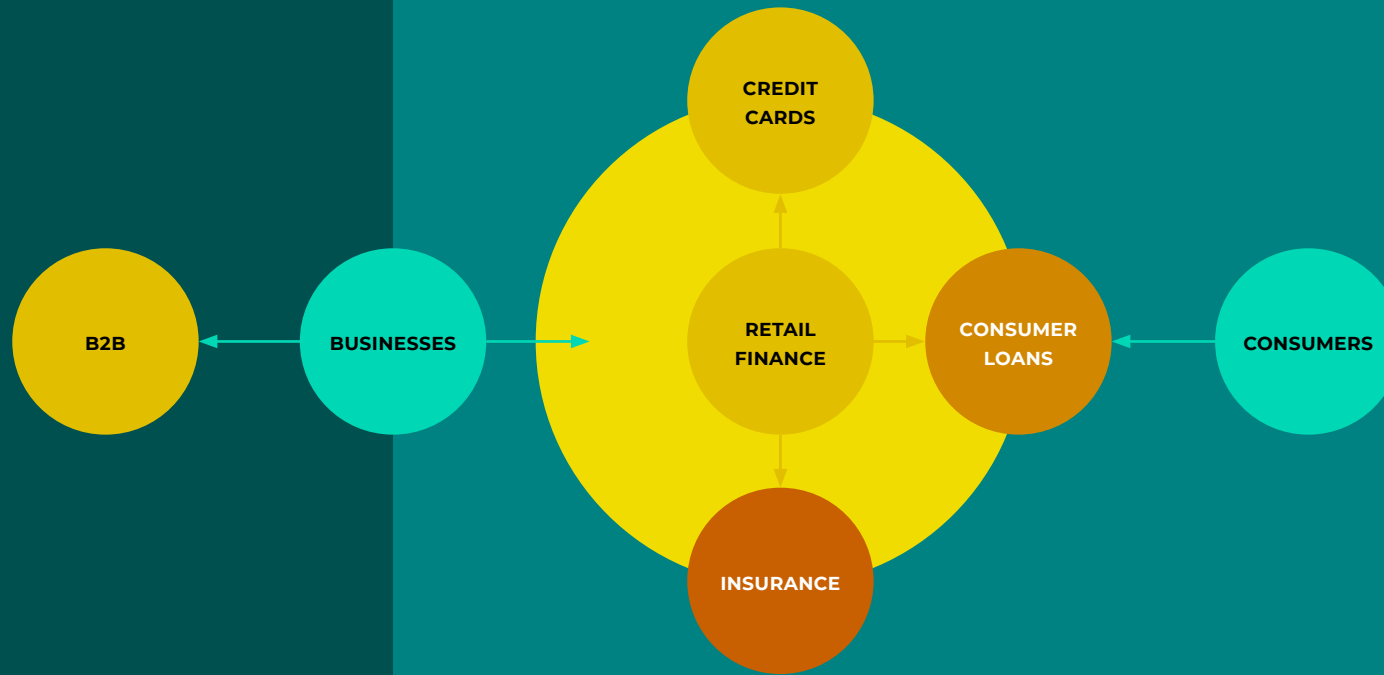 CREDIT
CARDS
B2B
BUSINESSES
RETAIL
FINANCE
CONSUMER
LOANS
CONSUMERS
INSURANCE